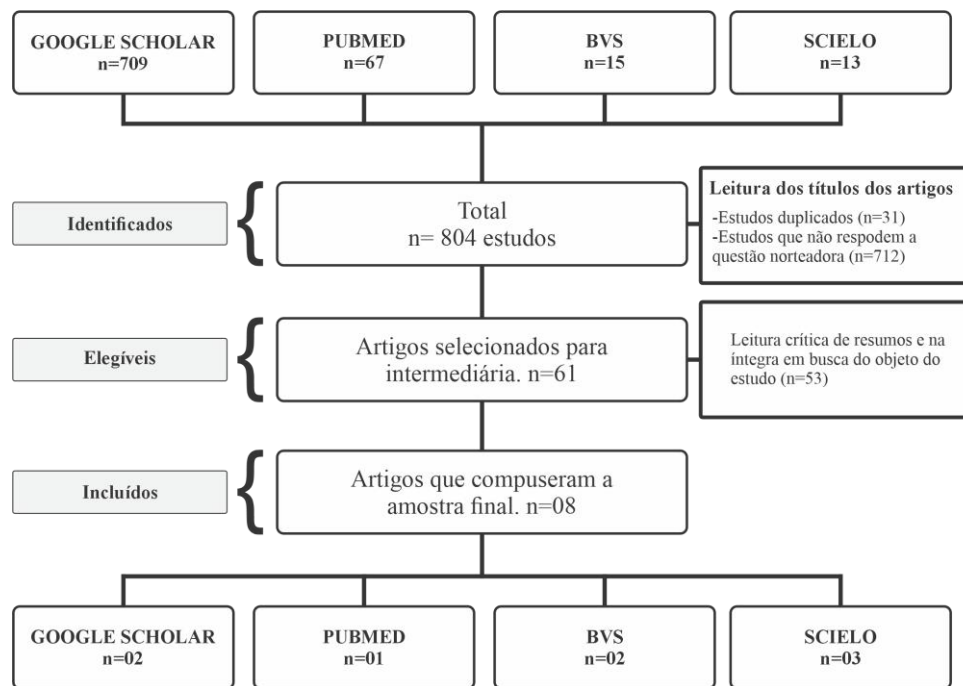 GOOGLE SCHOLAR
n=709
PUBMED
n=67
BVS
n=15
SCIELO
n=13
Identificados
Total
n= 804 estudos
Leitura dos títulos dos artigos
-Estudos duplicados (n=31)
-Estudos que não respodem a
questão norteadora (n=712)
Elegíveis
Artigos selecionados para
intermediária. n=61
Leitura crítica de resumos e na
íntegra em busca do objeto do
estudo (n=53)
Incluídos
Artigos que compuseram a
amostra final. n=08
GOOGLE SCHOLAR
n=02
PUBMED
n=01
BVS
n=02
SCIELO
n=03